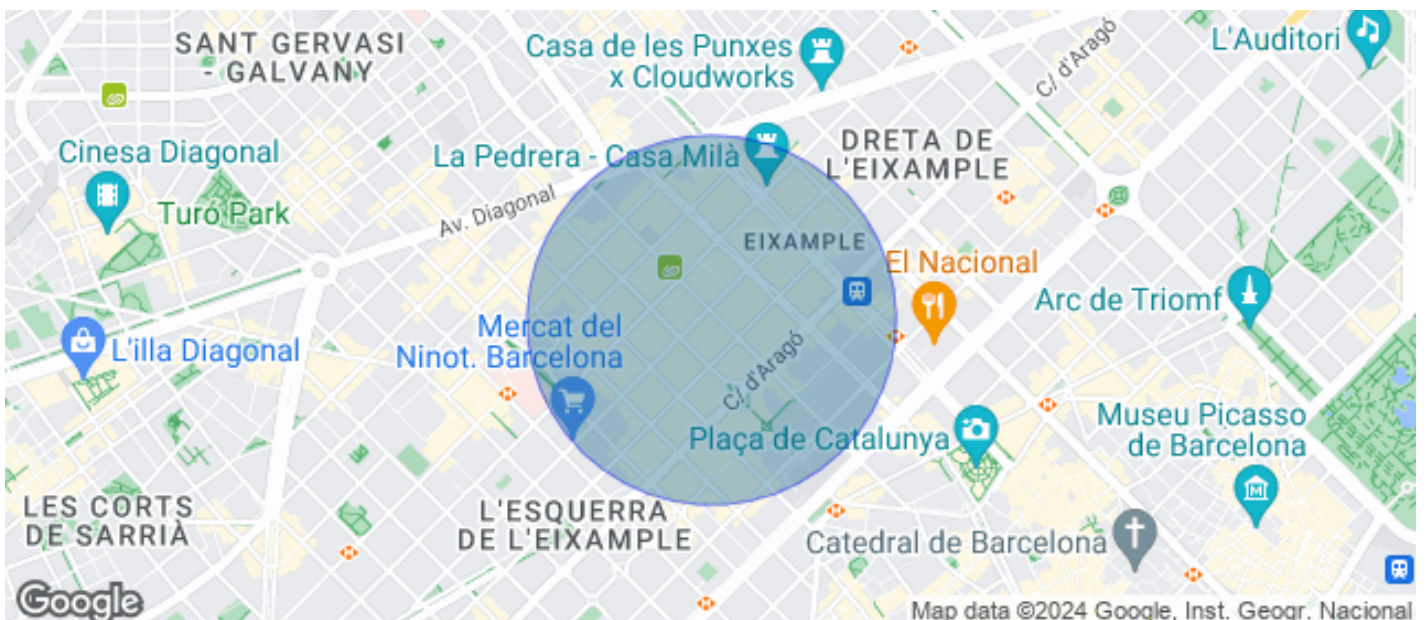 SANT GERVASI
- GALVANY
Casa de les Punxes
x Cloudworks
L'Auditori
C/ d'Aragó
Cinesa Diagonal
La Pedrera - Casa Milà
DRETA DE
L'EIXAMPLE
Turo Park
Av. Diagonal
EIXAMPLE
El Nacional
Arc de Triomf
Mercat del
Ninot. Barcelona
L'illa Diagonal
C/ d'Aragó
Plaça de Catalunya
Museu Picasso
de Barcelona
LES CORTS
DE SARRIÀ
L'ESQUERRA
DE L'EIXAMPLE
Catedral de Barcelona
Google
Map data ©2024 Google, Inst. Geogr. Nacional